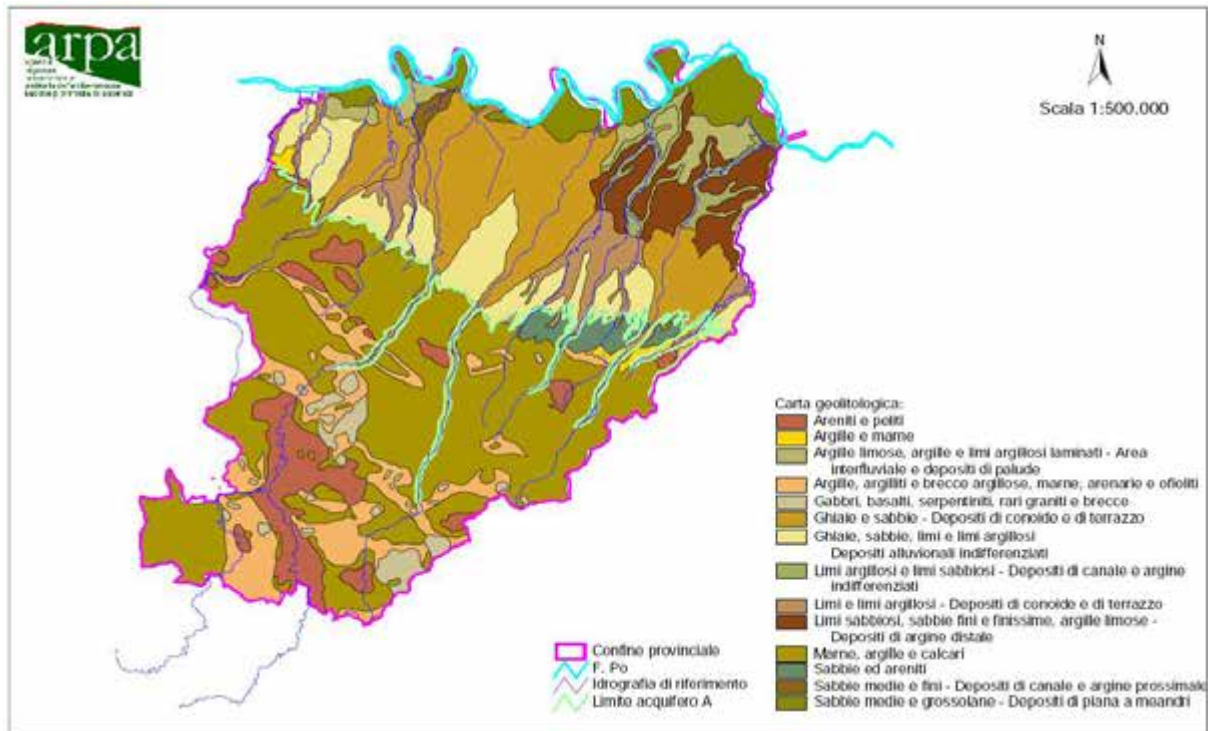 arpa
N
Scala 1:500.000
Carta geolitologica:
Areniti e peliti
Argille e marne
Argille limose, argille e limi argillosi laminati - Area
interfluviale e depositi di palude
Argille, argilliti e brecce argillose, marne, arenarie e ofioliti
Gabbri, basalti, serpentiniti, rari graniti e brecce
Ghiaie e sabbie - Depositi di conoide e di terrazzo
Ghiaie, sabbie, limi e limi argillosi
Depositi alluvionali indifferenziati
Limi argillosi e limi sabbiosi - Depositi di canale e argine
indifferenziati
Limi e limi argillosi - Depositi di conoide e di terrazzo
Limi sabbiosi, sabbie fini e finissime, argille limose -
Depositi di argine distale
Marne, argille e calcari
Sabbie ed areniti
Sabbie medie e fini - Depositi di canale e argine prossimale
Sabbie medie e grossolane - Depositi di piana a meandri
Confine provinciale
F. Po
Idrografia di riferimento
Limite acquifero A